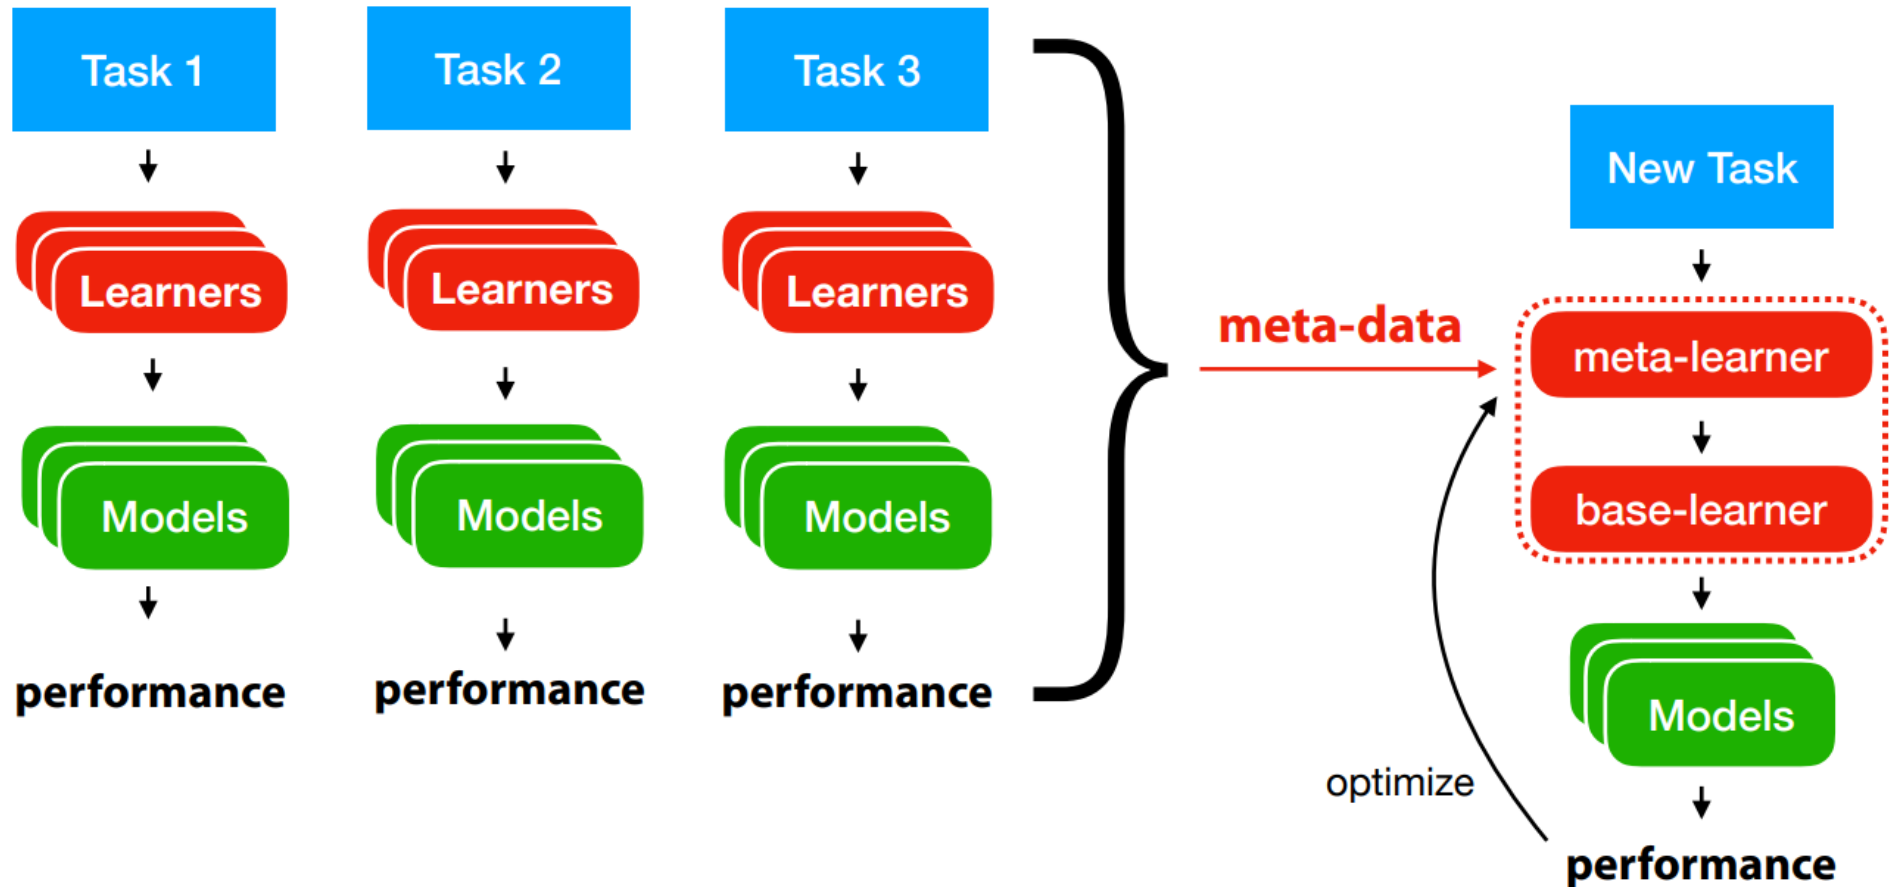 Task 1
Task 2
Task 3
Learners
Learners
Learners
Models
Models
Models
performance
performance
performance
meta-data
New Task
meta-learner
base-learner
Models
optimize
performance